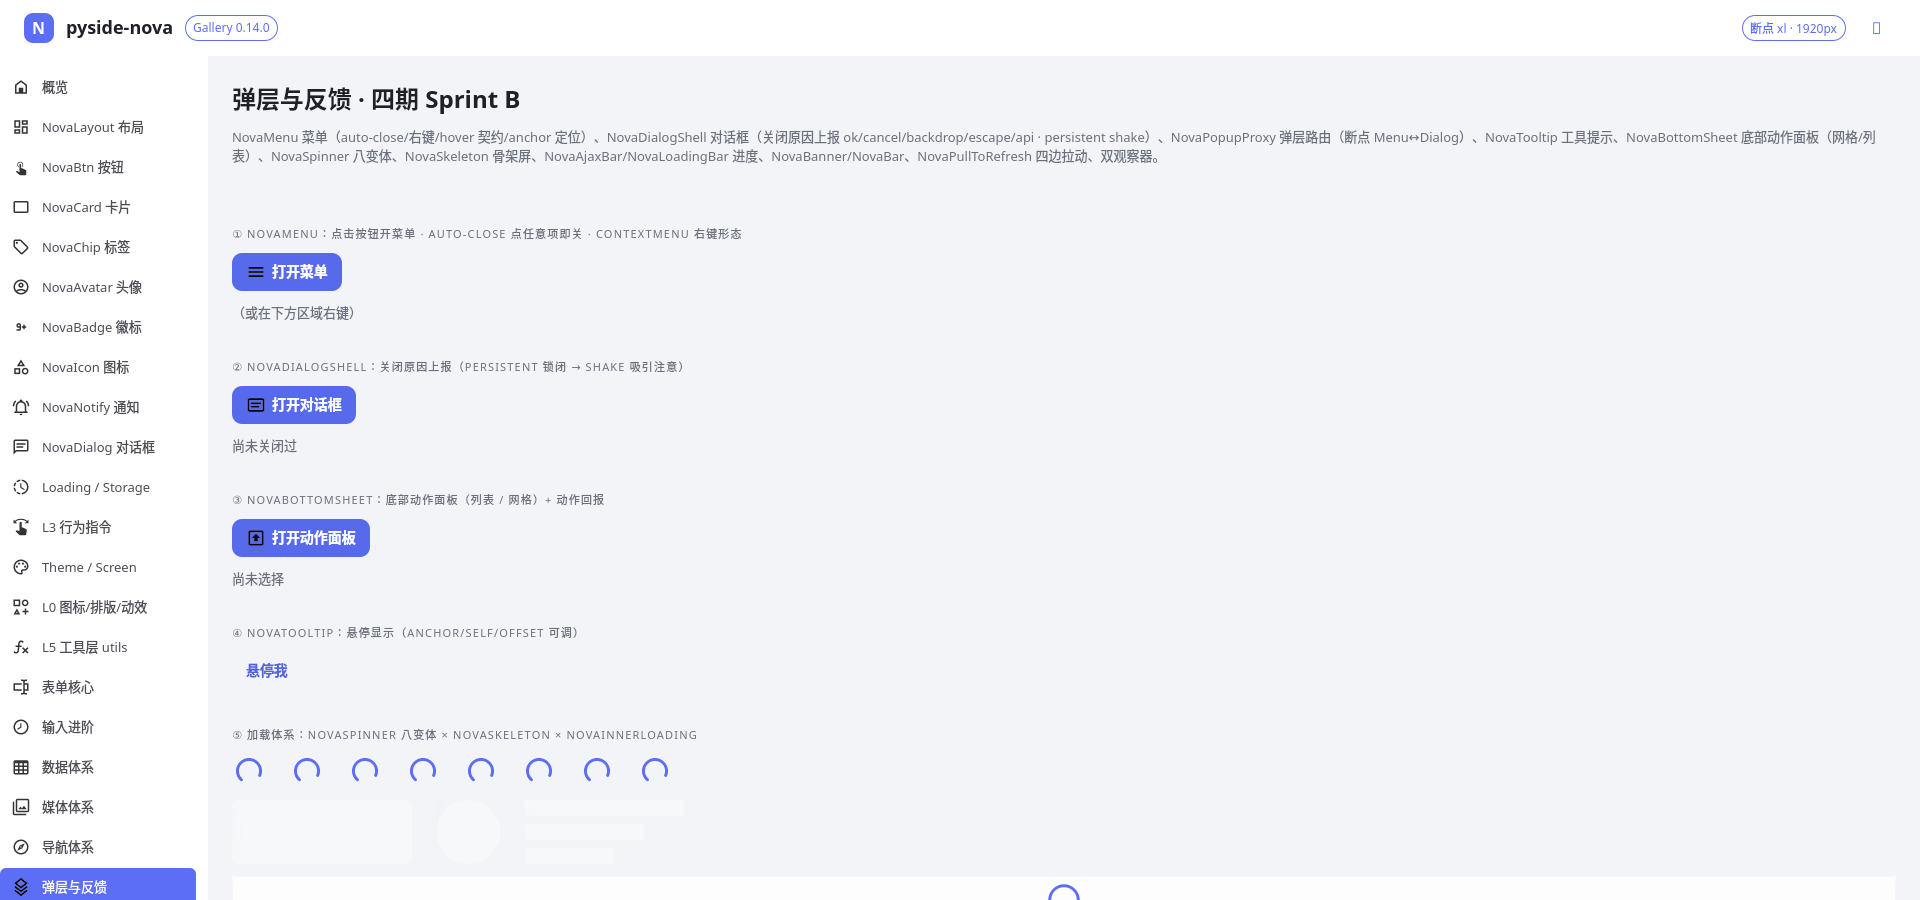 N pyside-nova Gallery 0.14.0
断点 xl · 1920px
概览
NovaLayout 布局
NovaBtn 按钮
NovaCard 卡片
NovaChip 标签
NovaAvatar 头像
9+ NovaBadge 徽标
NovaIcon 图标
NovaNotify 通知
NovaDialog 对话框
Loading / Storage
L3 行为指令
Theme / Screen
L0 图标/排版/动效
L5 工具层 utils
表单核心
输入进阶
数据体系
媒体体系
导航体系
弹层与反馈
弹层与反馈 · 四期 Sprint B
NovaMenu 菜单（auto-close/右键/hover 契约/anchor 定位）、NovaDialogShell 对话框（关闭原因上报 ok/cancel/backdrop/escape/api · persistent shake）、NovaPopupProxy 弹层路由（断点 Menu↔Dialog）、NovaTooltip 工具提示、NovaBottomSheet 底部动作面板（网格/列
表）、NovaSpinner 八变体、NovaSkeleton 骨架屏、NovaAjaxBar/NovaLoadingBar 进度、NovaBanner/NovaBar、NovaPullToRefresh 四边拉动、双观察器。
① NOVAMENU：点击按钮开菜单 · AUTO-CLOSE 点任意项即关 · CONTEXTMENU 右键形态
打开菜单
（或在下方区域右键）
② NOVADIALOGSHELL：关闭原因上报（PERSISTENT 锁闭 → SHAKE 吸引注意）
打开对话框
尚未关闭过
③ NOVABOTTOMSHEET：底部动作面板（列表 / 网格）+ 动作回报
打开动作面板
尚未选择
④ NOVATOOLTIP：悬停显示（ANCHOR/SELF/OFFSET 可调）
悬停我
⑤ 加载体系：NOVASPINNER 八变体 × NOVASKELETON × NOVAINNERLOADING